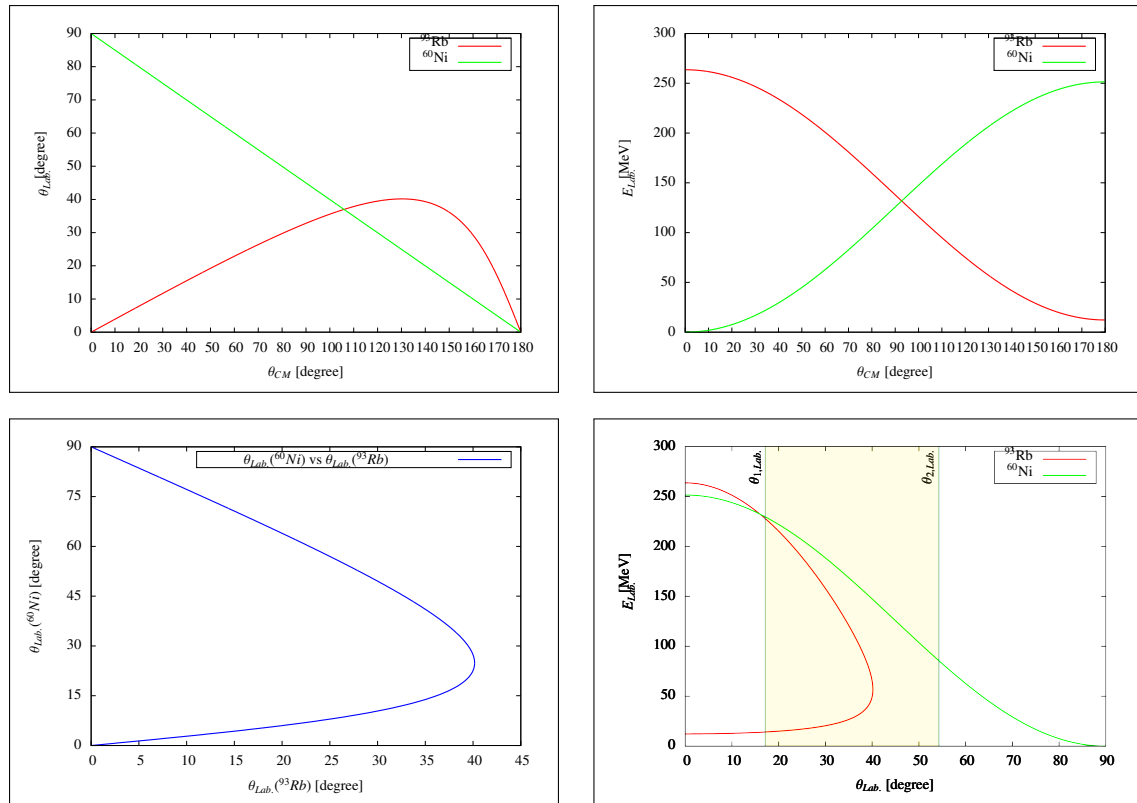 90
80
70
60
50
40
30
20
10
0
0 10 20 30 40 50 60 70 80 90 100 110 120 130 140 150 160 170 180
θLab. [degree]
θCM [degree]
93Rb
60Ni
300
250
200
150
100
50
0
0 10 20 30 40 50 60 70 80 90 100 110 120 130 140 150 160 170 180
ELab. [MeV]
θCM [degree]
93Rb
60Ni
90
75
60
45
30
15
0
0 5 10 15 20 25 30 35 40 45
θLab.(60Ni) [degree]
θLab.(93Rb) [degree]
θLab.(60Ni) vs θLab.(93Rb)
300
250
200
150
100
50
0
0 10 20 30 40 50 60 70 80 90
ELab. [MeV]
θLab. [degree]
θ1,Lab.
θ2,Lab.
93Rb
60Ni